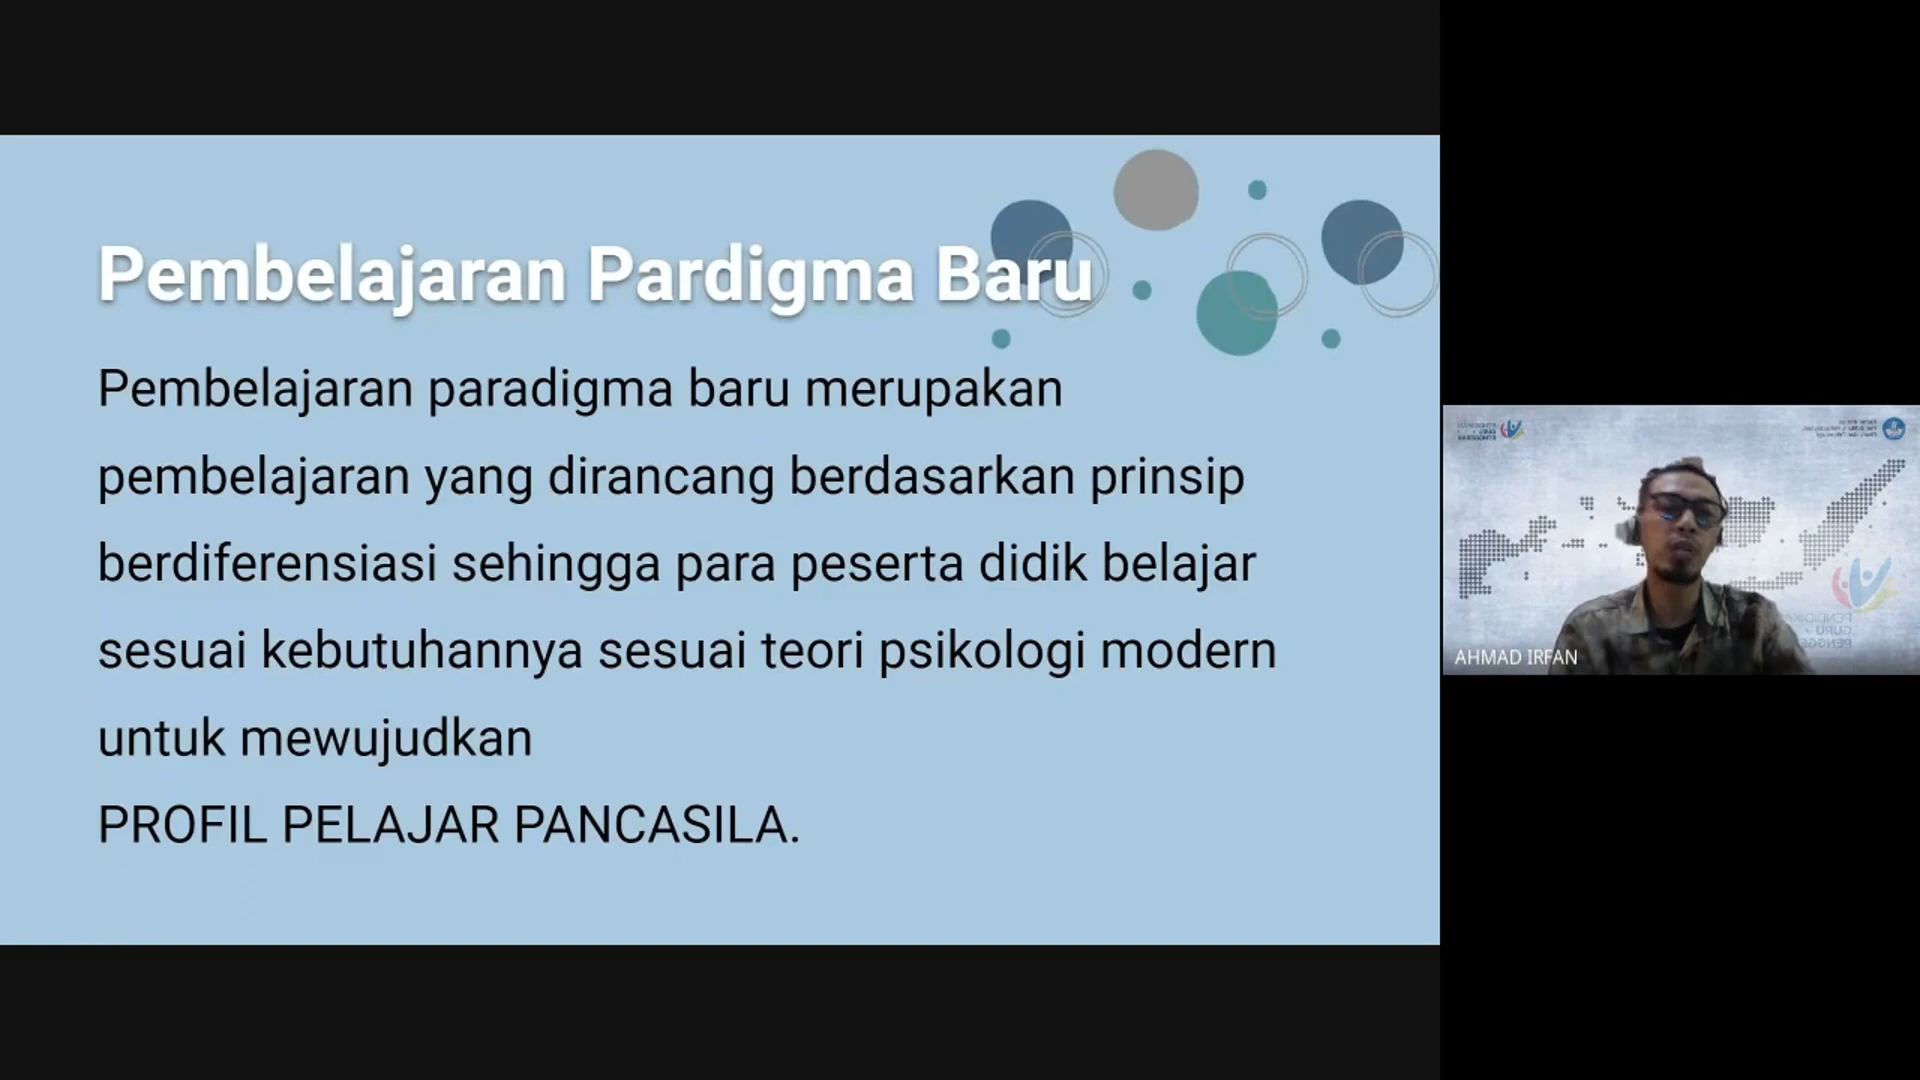 Pembelajaran Pardigma Baru
Pembelajaran paradigma baru merupakan
pembelajaran yang dirancang berdasarkan prinsip
berdiferensiasi sehingga para peserta didik belajar
sesuai kebutuhannya sesuai teori psikologi modern
untuk mewujudkan
PROFIL PELAJAR PANCASILA.
AHMAD IRFAN